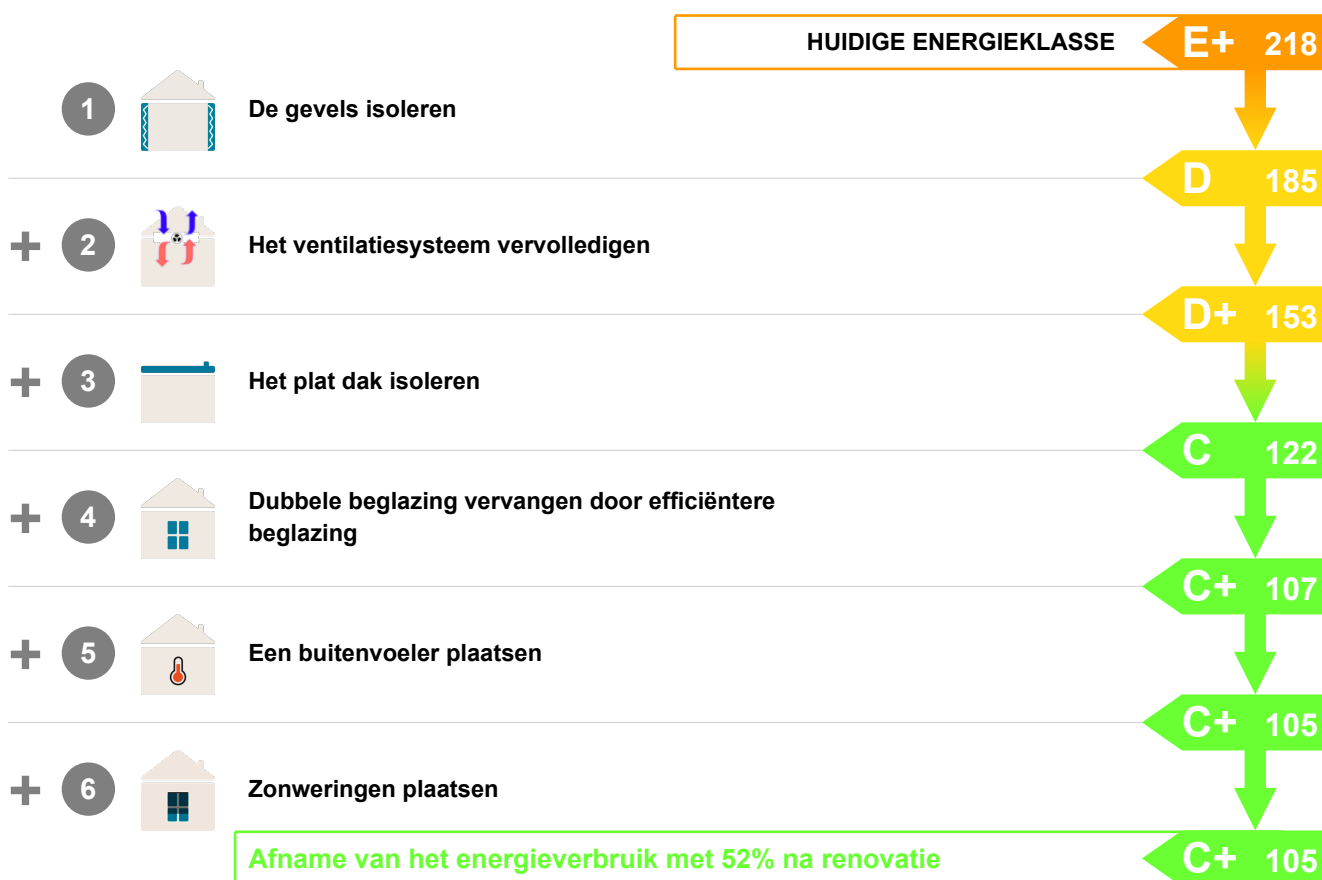 HUIDIGE ENERGIEKLASSE E+ 218
1 De gevels isoleren
D 185
+ 2 Het ventilatiesysteem vervolledigen
D+ 153
+ 3 Het plat dak isoleren
C 122
+ 4 Dubbele beglazing vervangen door efficiëntere
beglazing
C+ 107
+ 5 Een buitenvoeler plaatsen
C+ 105
+ 6 Zonweringen plaatsen
Afname van het energieverbruik met 52% na renovatie C+ 105